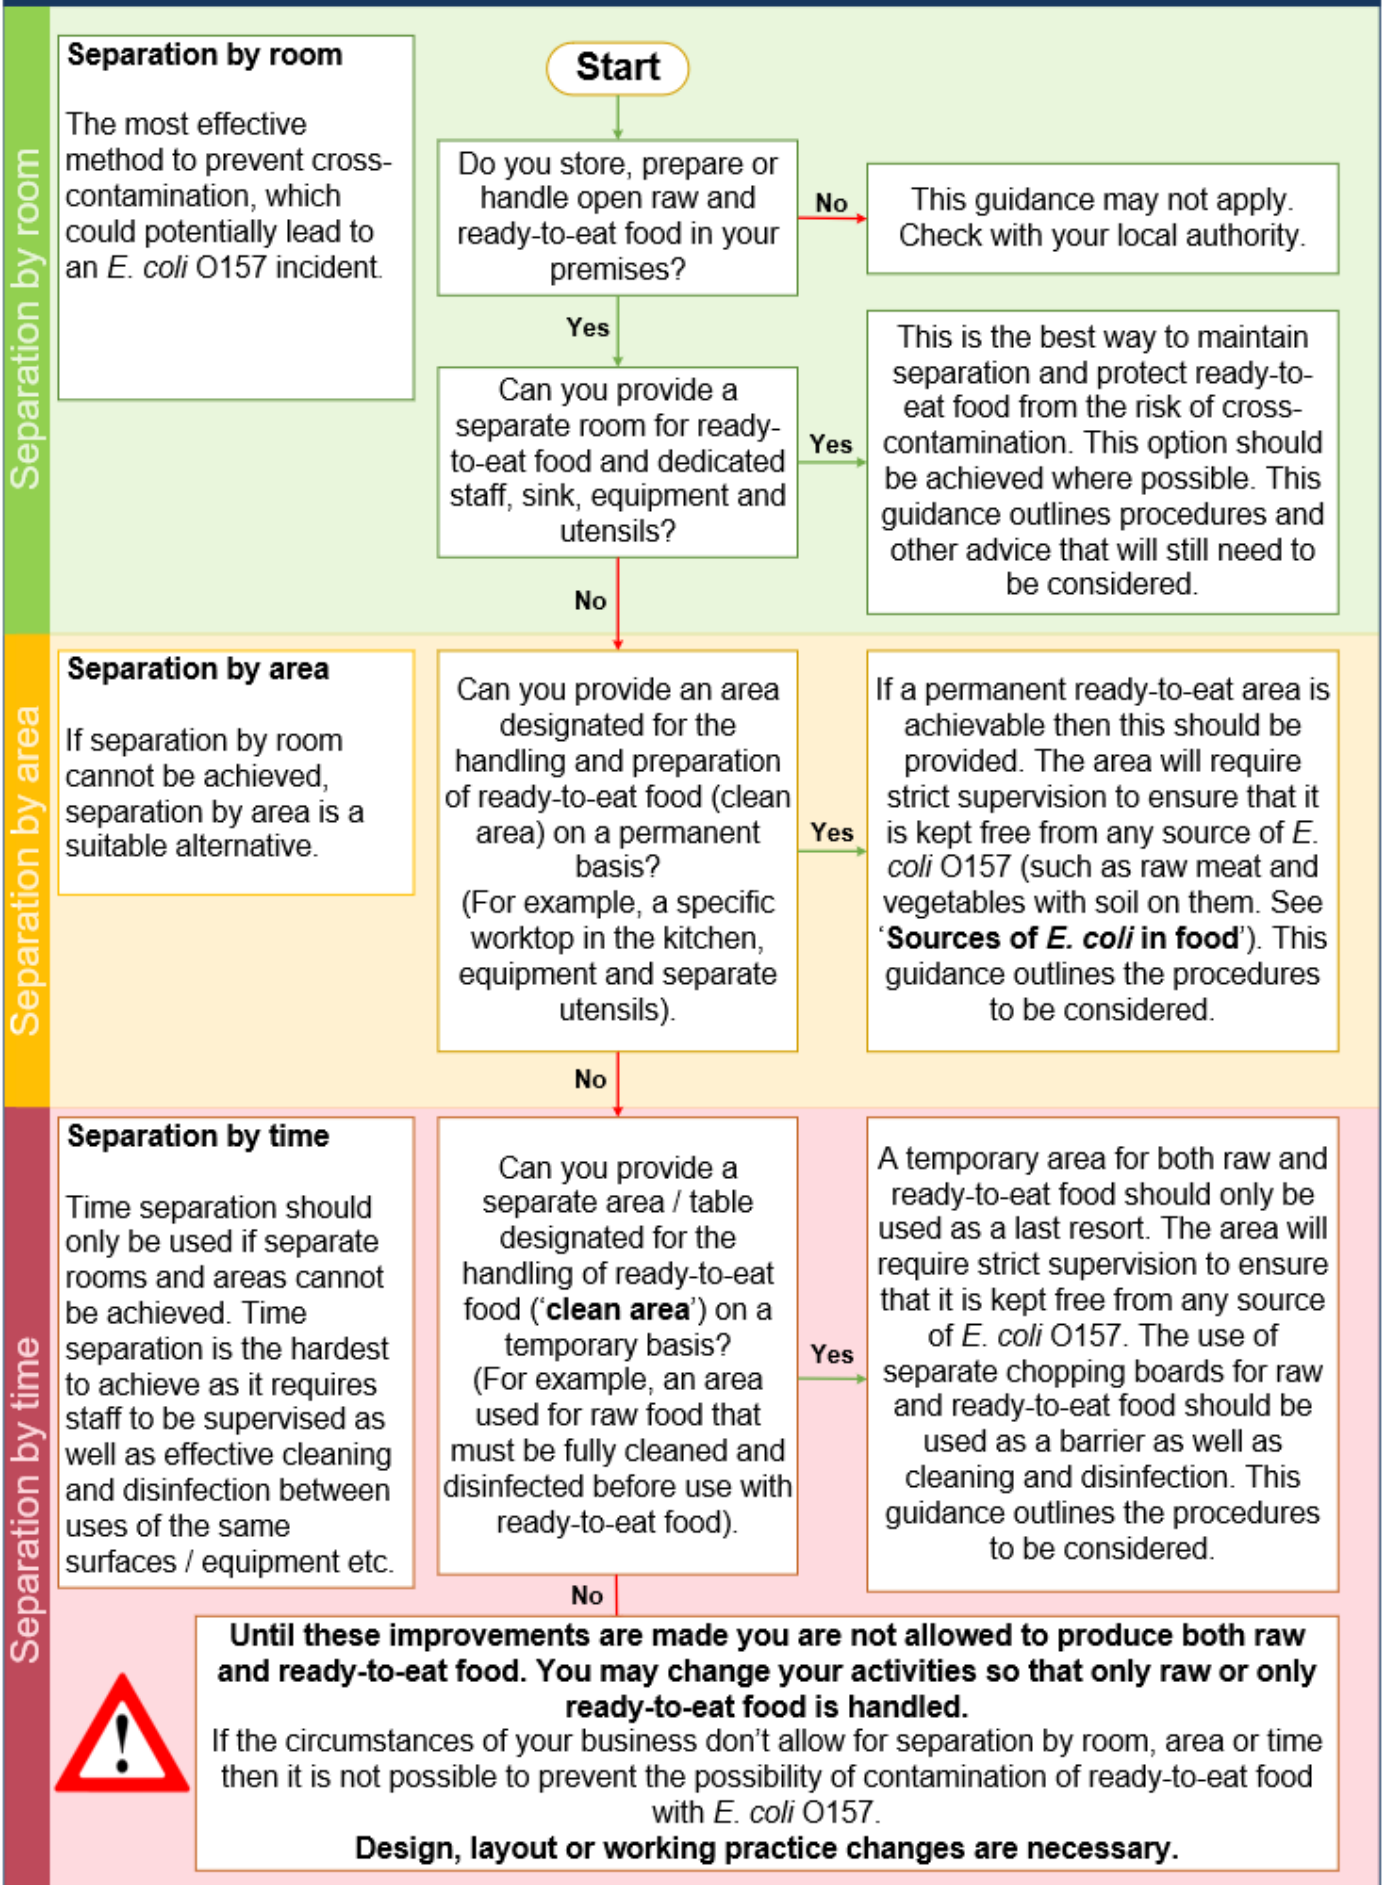 Separation by room
Separation by room
The most effective
method to prevent cross-
contamination, which
could potentially lead to
an E. coli O157 incident.
Start
Do you store, prepare or
handle open raw and
ready-to-eat food in your
premises?
No
This guidance may not apply.
Check with your local authority.
Yes
Can you provide a
separate room for ready-
to-eat food and dedicated
staff, sink, equipment and
utensils?
Yes
This is the best way to maintain
separation and protect ready-to-
eat food from the risk of cross-
contamination. This option should
be achieved where possible. This
guidance outlines procedures and
other advice that will still need to
be considered.
No
Separation by area
Separation by area
If separation by room
cannot be achieved,
separation by area is a
suitable alternative.
Can you provide an area
designated for the
handling and preparation
of ready-to-eat food (clean
area) on a permanent
basis?
(For example, a specific
worktop in the kitchen,
equipment and separate
utensils).
Yes
If a permanent ready-to-eat area is
achievable then this should be
provided. The area will require
strict supervision to ensure that it
is kept free from any source of E.
coli O157 (such as raw meat and
vegetables with soil on them. See
‘Sources of E. coli in food’). This
guidance outlines the procedures
to be considered.
No
Separation by time
Separation by time
Time separation should
only be used if separate
rooms and areas cannot
be achieved. Time
separation is the hardest
to achieve as it requires
staff to be supervised as
well as effective cleaning
and disinfection between
uses of the same
surfaces / equipment etc.
Can you provide a
separate area / table
designated for the
handling of ready-to-eat
food (‘clean area’) on a
temporary basis?
(For example, an area
used for raw food that
must be fully cleaned and
disinfected before use with
ready-to-eat food).
Yes
A temporary area for both raw and
ready-to-eat food should only be
used as a last resort. The area will
require strict supervision to ensure
that it is kept free from any source
of E. coli O157. The use of
separate chopping boards for raw
and ready-to-eat food should be
used as a barrier as well as
cleaning and disinfection. This
guidance outlines the procedures
to be considered.
No
!
Until these improvements are made you are not allowed to produce both raw
and ready-to-eat food. You may change your activities so that only raw or only
ready-to-eat food is handled.
If the circumstances of your business don’t allow for separation by room, area or time
then it is not possible to prevent the possibility of contamination of ready-to-eat food
with E. coli O157.
Design, layout or working practice changes are necessary.